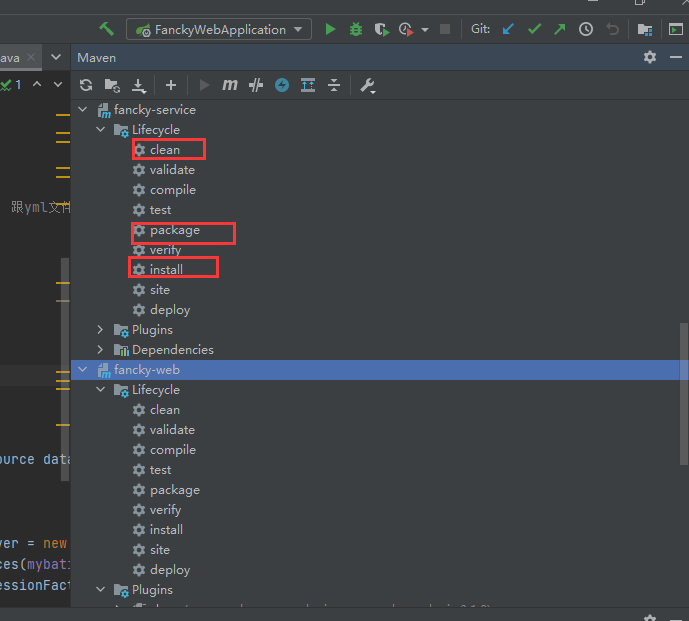 FanckyWebApplication
Git:
ava
Maven
1
fancky-service
Lifecycle
clean
validate
compile
test
跟yml文件
package
verify
install
site
deploy
Plugins
Dependencies
fancky-web
Lifecycle
clean
validate
compile
ource data
test
package
verify
install
ver = new
site
ces(mybati
deploy
essionFact
Plugins